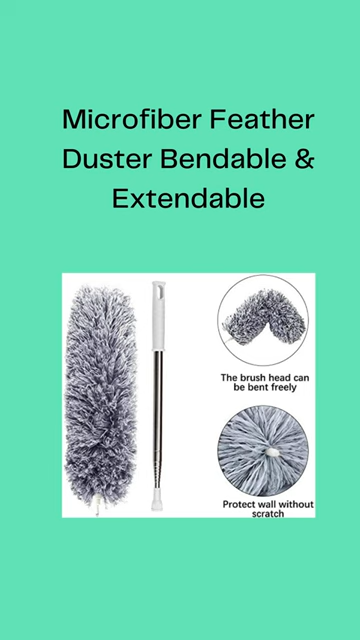 Microfiber Feather
Duster Bendable &
Extendable
The brush head can
be bent freely
Protect wall without
scratch